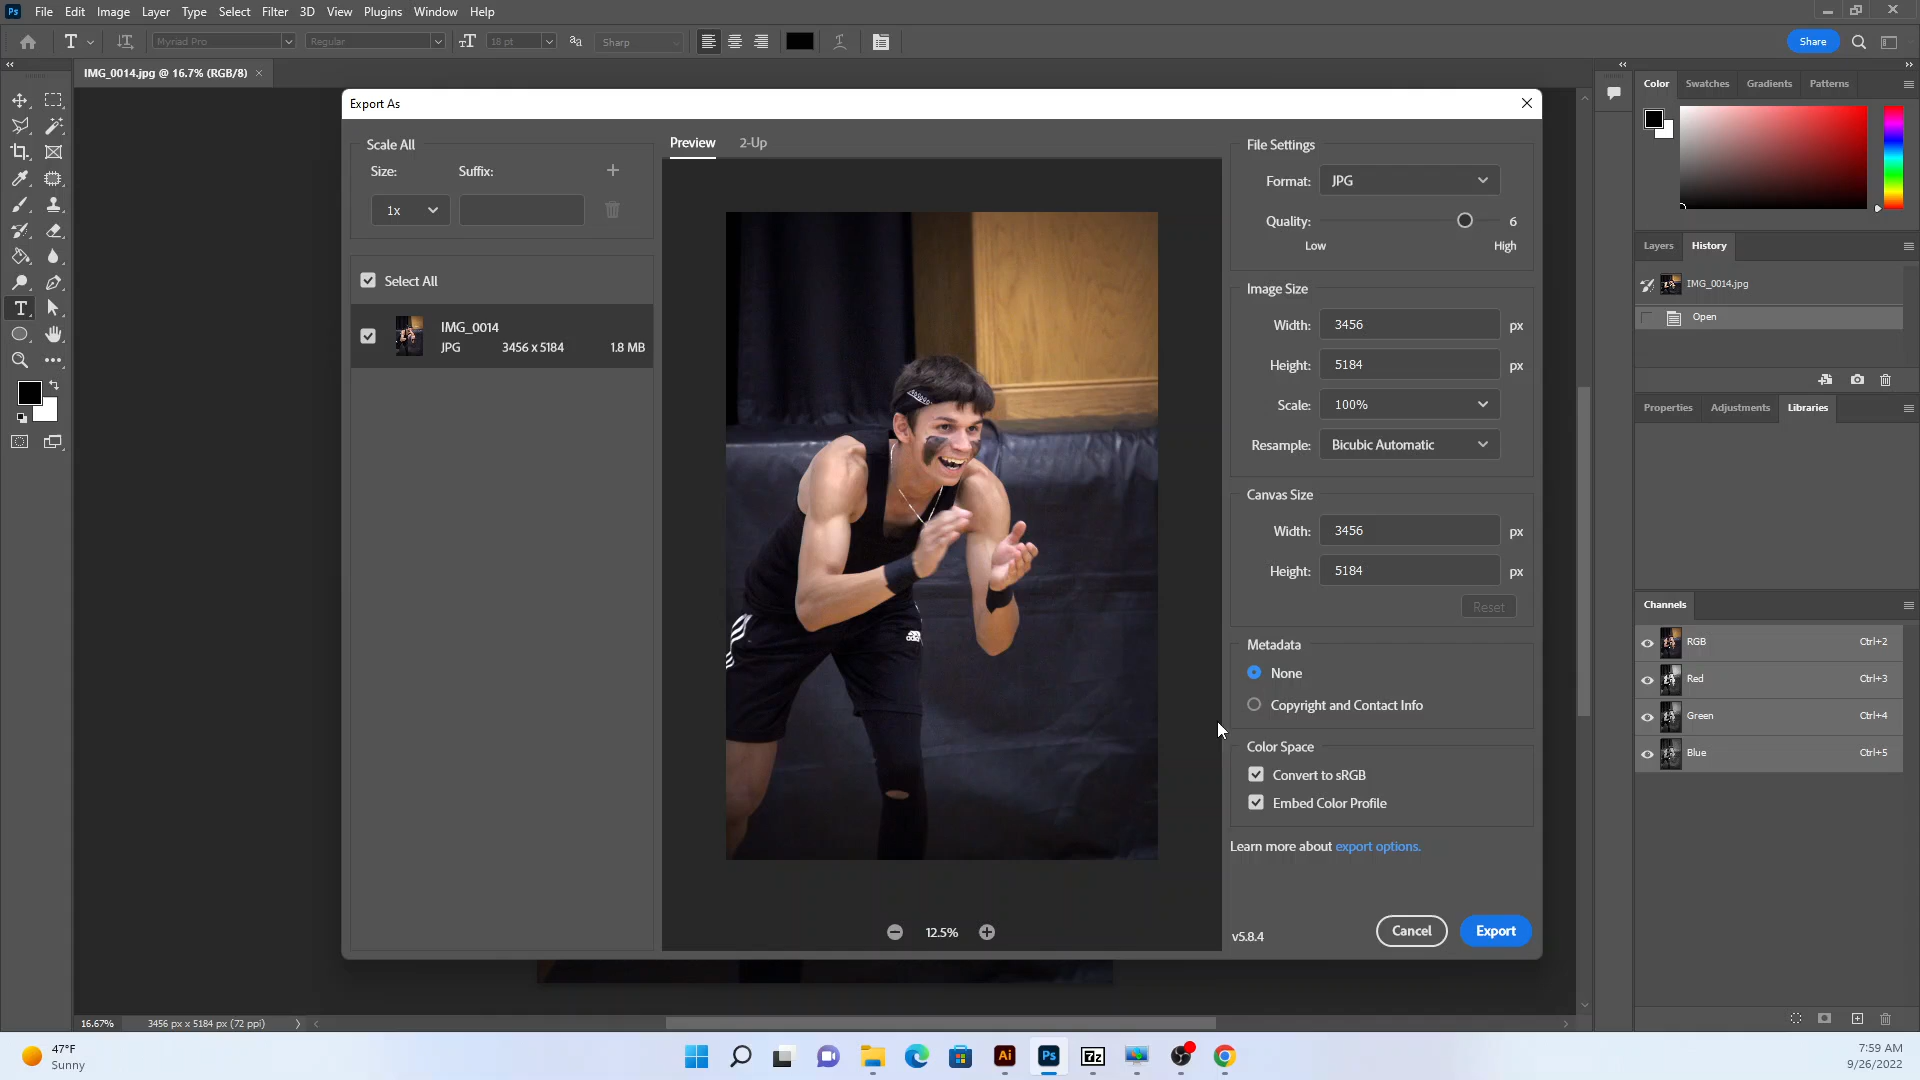 Ps File Edit Image Layer Type Select Filter 3D View Plugins Window Help
T Myriad Pro Regular 18 pt aa Sharp Share
IMG_0014.jpg @ 16.7% (RGB/8) ×
Export As
Scale All
Size: Suffix:
1x
Select All
IMG_0014
JPG 3456 x 5184 1.8 MB
Preview 2-Up
12.5%
File Settings
Format: JPG
Quality: 6
Low High
Image Size
Width: 3456 px
Height: 5184 px
Scale: 100%
Resample: Bicubic Automatic
Canvas Size
Width: 3456 px
Height: 5184 px
Reset
Metadata
None
Copyright and Contact Info
Color Space
Convert to sRGB
Embed Color Profile
Learn more about export options.
v5.8.4 Cancel Export
Color Swatches Gradients Patterns
Layers History
IMG_0014.jpg
Open
Properties Adjustments Libraries
Channels
RGB Ctrl+2
Red Ctrl+3
Green Ctrl+4
Blue Ctrl+5
16.67% 3456 px x 5184 px (72 ppi)
47°F
Sunny
Ai Ps 7z
7:59 AM
9/26/2022